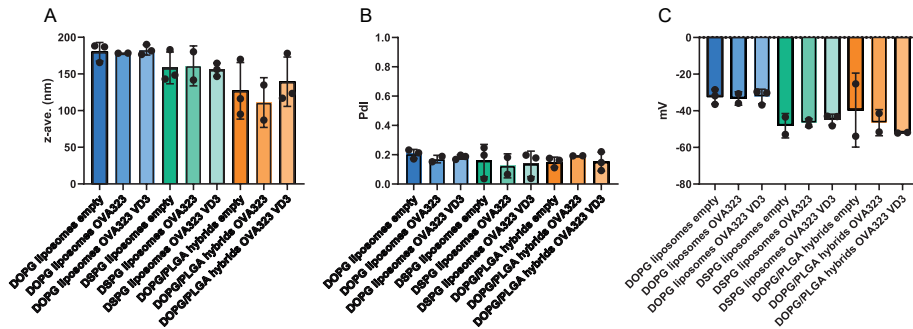 A
z-ave. (nm)
200
150
100
50
0
DOPG liposomes empty
DOPG liposomes OVA323
DOPG liposomes OVA323 VD3
DSPG liposomes empty
DSPG liposomes OVA323
DSPG liposomes OVA323 VD3
DOPG/PLGA hybrids empty
DOPG/PLGA hybrids OVA323
DOPG/PLGA hybrids OVA323 VD3
B
PdI
1.0
0.8
0.6
0.4
0.2
0.0
DOPG liposomes empty
DOPG liposomes OVA323
DOPG liposomes OVA323 VD3
DSPG liposomes empty
DSPG liposomes OVA323
DSPG liposomes OVA323 VD3
DOPG/PLGA hybrids empty
DOPG/PLGA hybrids OVA323
DOPG/PLGA hybrids OVA323 VD3
C
mV
0
-20
-40
-60
-80
DOPG liposomes empty
DOPG liposomes OVA323
DOPG liposomes OVA323 VD3
DSPG liposomes empty
DSPG liposomes OVA323
DSPG liposomes OVA323 VD3
DOPG/PLGA hybrids empty
DOPG/PLGA hybrids OVA323
DOPG/PLGA hybrids OVA323 VD3